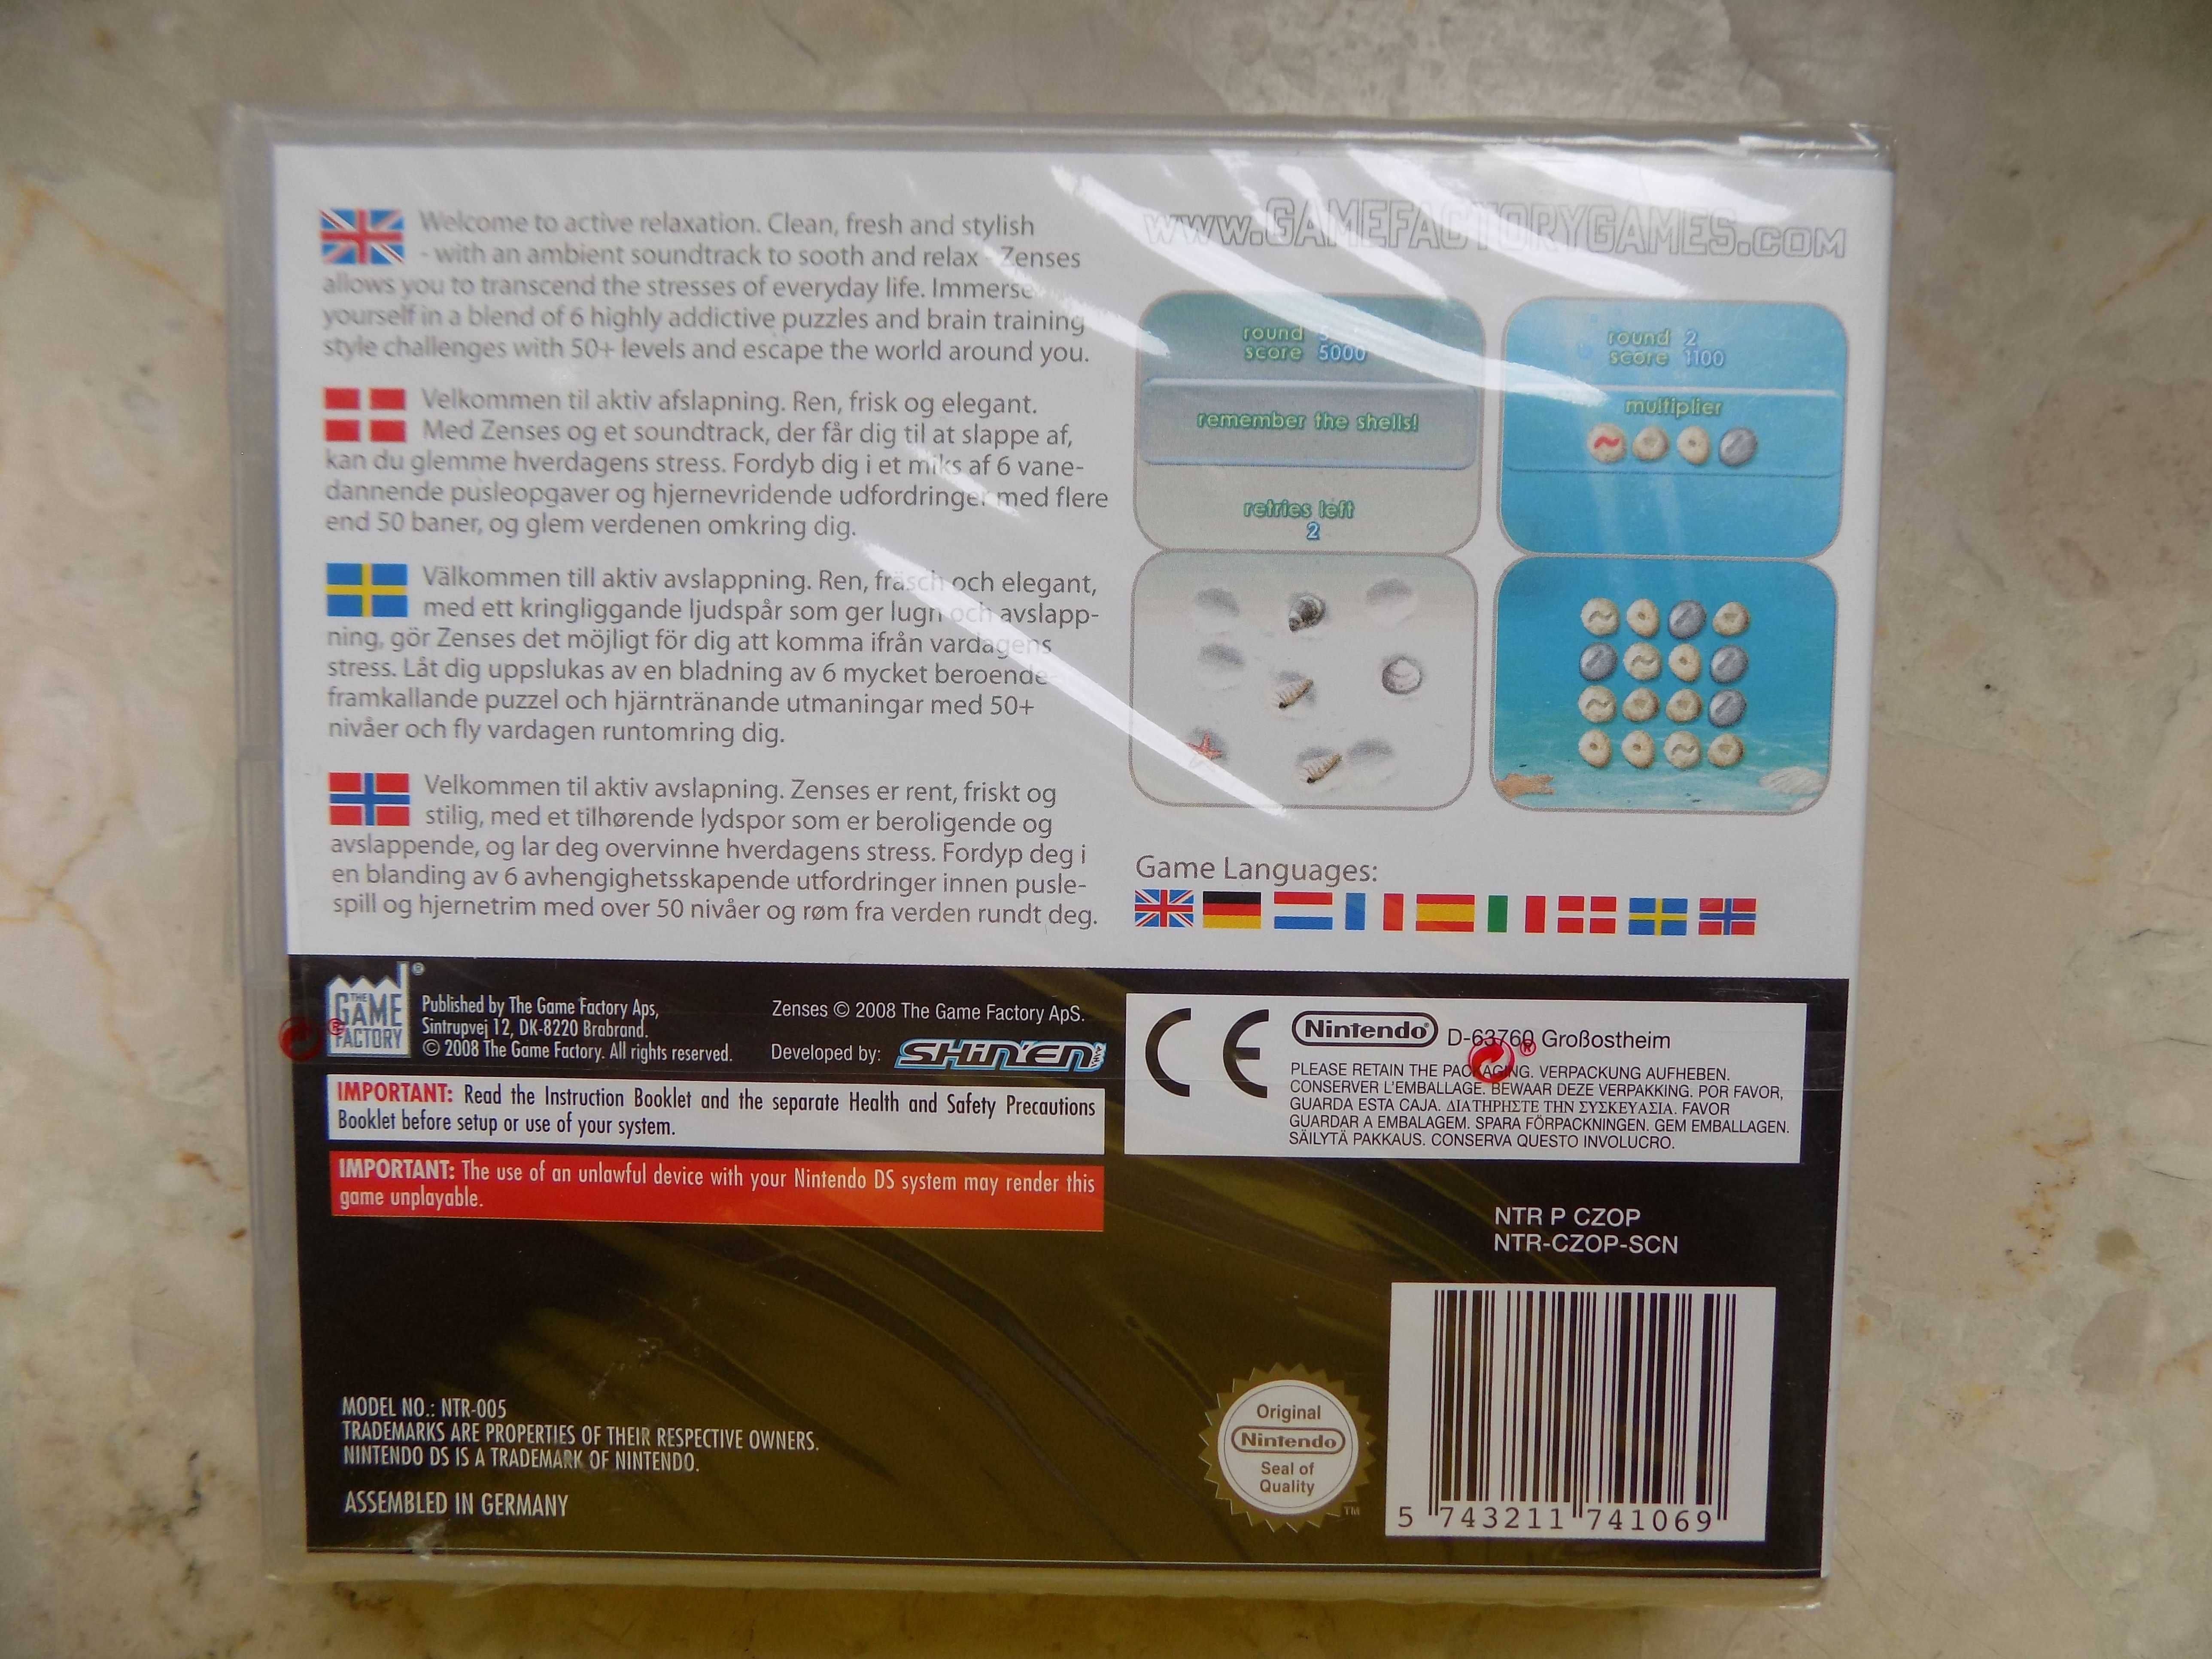 Welcome to active relaxation. Clean, fresh and stylish
- with an ambient soundtrack to sooth and relax - Zenses
allows you to transcend the stresses of everyday life. Immerse
yourself in a blend of 6 highly addictive puzzles and brain training
style challenges with 50+ levels and escape the world around you.
Velkommen til aktiv afslapning. Ren, frisk og elegant.
Med Zenses og et soundtrack, der får dig til at slappe af,
kan du glemme hverdagens stress. Fordyb dig i et miks af 6 vane-
dannende pusleopgaver og hjernevridende udfordringer med flere
end 50 baner, og glem verdenen omkring dig.
Välkommen till aktiv avslappning. Ren, fräsch och elegant,
med ett kringliggande ljudspår som ger lugn och avslapp-
ning, gör Zenses det möjligt för dig att komma ifrån vardagens
stress. Låt dig uppslukas av en bladning av 6 mycket beroende-
framkallande puzzel och hjärntränande utmaningar med 50+
nivåer och fly vardagen runtomring dig.
Velkommen til aktiv avslapning. Zenses er rent, friskt og
stilig, med et tilhørende lydspor som er beroligende og
avslappende, og lar deg overvinne hverdagens stress. Fordyp deg i
en blanding av 6 avhengighetsskapende utfordringer innen pusle-
spill og hjernetrim med over 50 nivåer og røm fra verden rundt deg.
www.GAMEFACTORYGAMES.com
round
score 5000
remember the shells!
retries left
2
round 2
score 1100
multiplier
Game Languages:
THE GAME FACTORY ®
Published by The Game Factory Aps,
Sintrupvej 12, DK-8220 Brabrand.
© 2008 The Game Factory. All rights reserved.
Zenses © 2008 The Game Factory ApS.
Developed by: SHIN'EN
IMPORTANT: Read the Instruction Booklet and the separate Health and Safety Precautions
Booklet before setup or use of your system.
IMPORTANT: The use of an unlawful device with your Nintendo DS system may render this
game unplayable.
CE
Nintendo® D-63760 Großostheim
PLEASE RETAIN THE PACKAGING. VERPACKUNG AUFHEBEN.
CONSERVER L'EMBALLAGE. BEWAAR DEZE VERPAKKING. POR FAVOR,
GUARDA ESTA CAJA. ΔΙΑΤΗΡΗΣΤΕ ΤΗΝ ΣΥΣΚΕΥΑΣΙΑ. FAVOR
GUARDAR A EMBALAGEM. SPARA FÖRPACKNINGEN. GEM EMBALLAGEN.
SÄILYTÄ PAKKAUS. CONSERVA QUESTO INVOLUCRO.
NTR P CZOP
NTR-CZOP-SCN
MODEL NO.: NTR-005
TRADEMARKS ARE PROPERTIES OF THEIR RESPECTIVE OWNERS.
NINTENDO DS IS A TRADEMARK OF NINTENDO.
ASSEMBLED IN GERMANY
Original
Nintendo
Seal of
Quality
TM
5 743211 741069